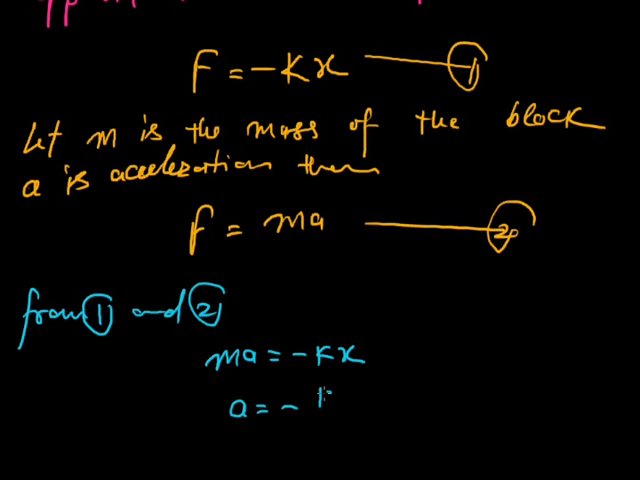 F = -Kx ①
Let m is the mass of the block
a is acceleration then
F = ma ②
from ① and ②
ma = -Kx
a = -